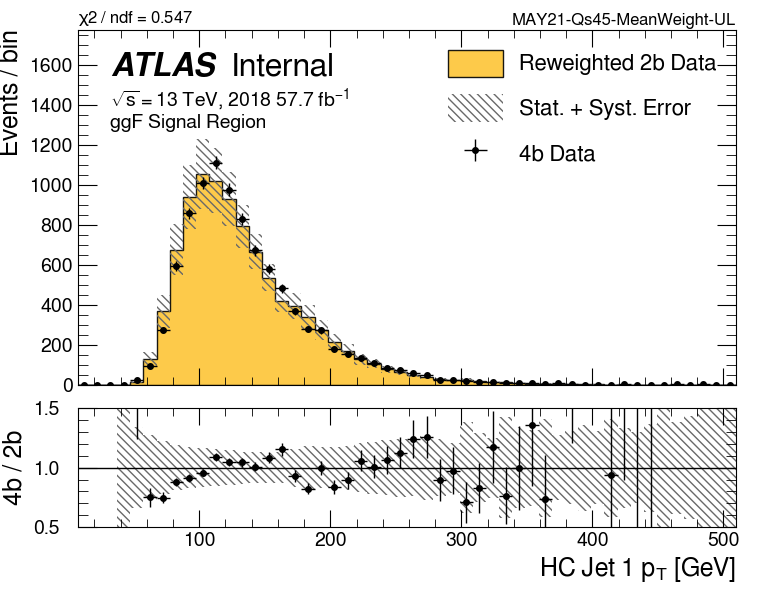 χ² / ndf = 0.547
MAY21-Qs45-MeanWeight-UL
Events / bin
1600
1400
1200
1000
800
600
400
200
0
ATLAS Internal
√s = 13 TeV, 2018 57.7 fb⁻¹
ggF Signal Region
Reweighted 2b Data
Stat. + Syst. Error
4b Data
4b / 2b
1.5
1.0
0.5
100 200 300 400 500
HC Jet 1 p_T [GeV]